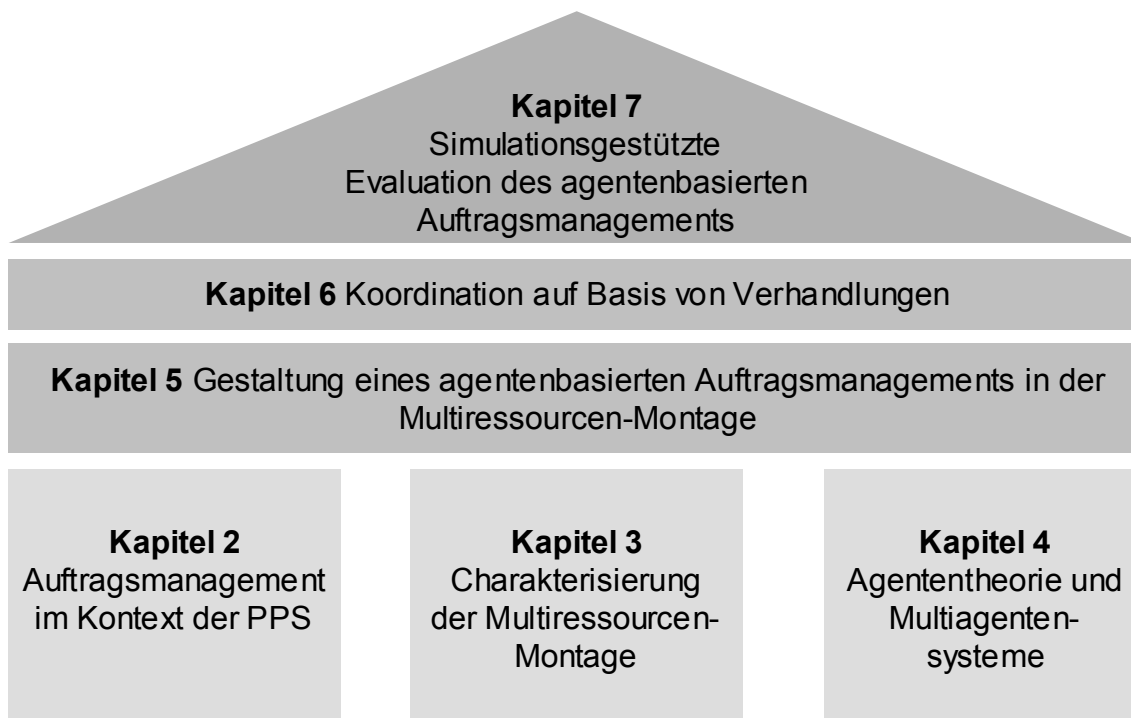 Kapitel 7
Simulationsgestützte
Evaluation des agentenbasierten
Auftragsmanagements
Kapitel 6 Koordination auf Basis von Verhandlungen
Kapitel 5 Gestaltung eines agentenbasierten Auftragsmanagements in der
Multiressourcen-Montage
Kapitel 2
Auftragsmanagement
im Kontext der PPS
Kapitel 3
Charakterisierung
der Multiressourcen-
Montage
Kapitel 4
Agententheorie und
Multiagenten-
systeme